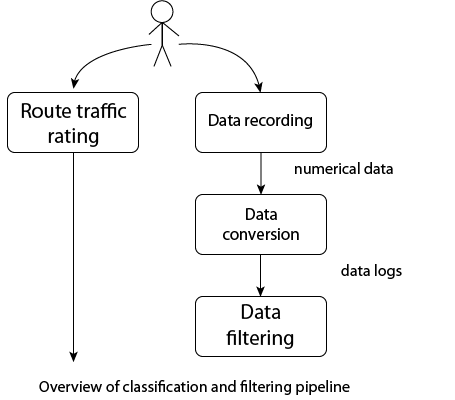 Route traffic
rating
Data recording
numerical data
Data
conversion
data logs
Data
filtering
Overview of classification and filtering pipeline